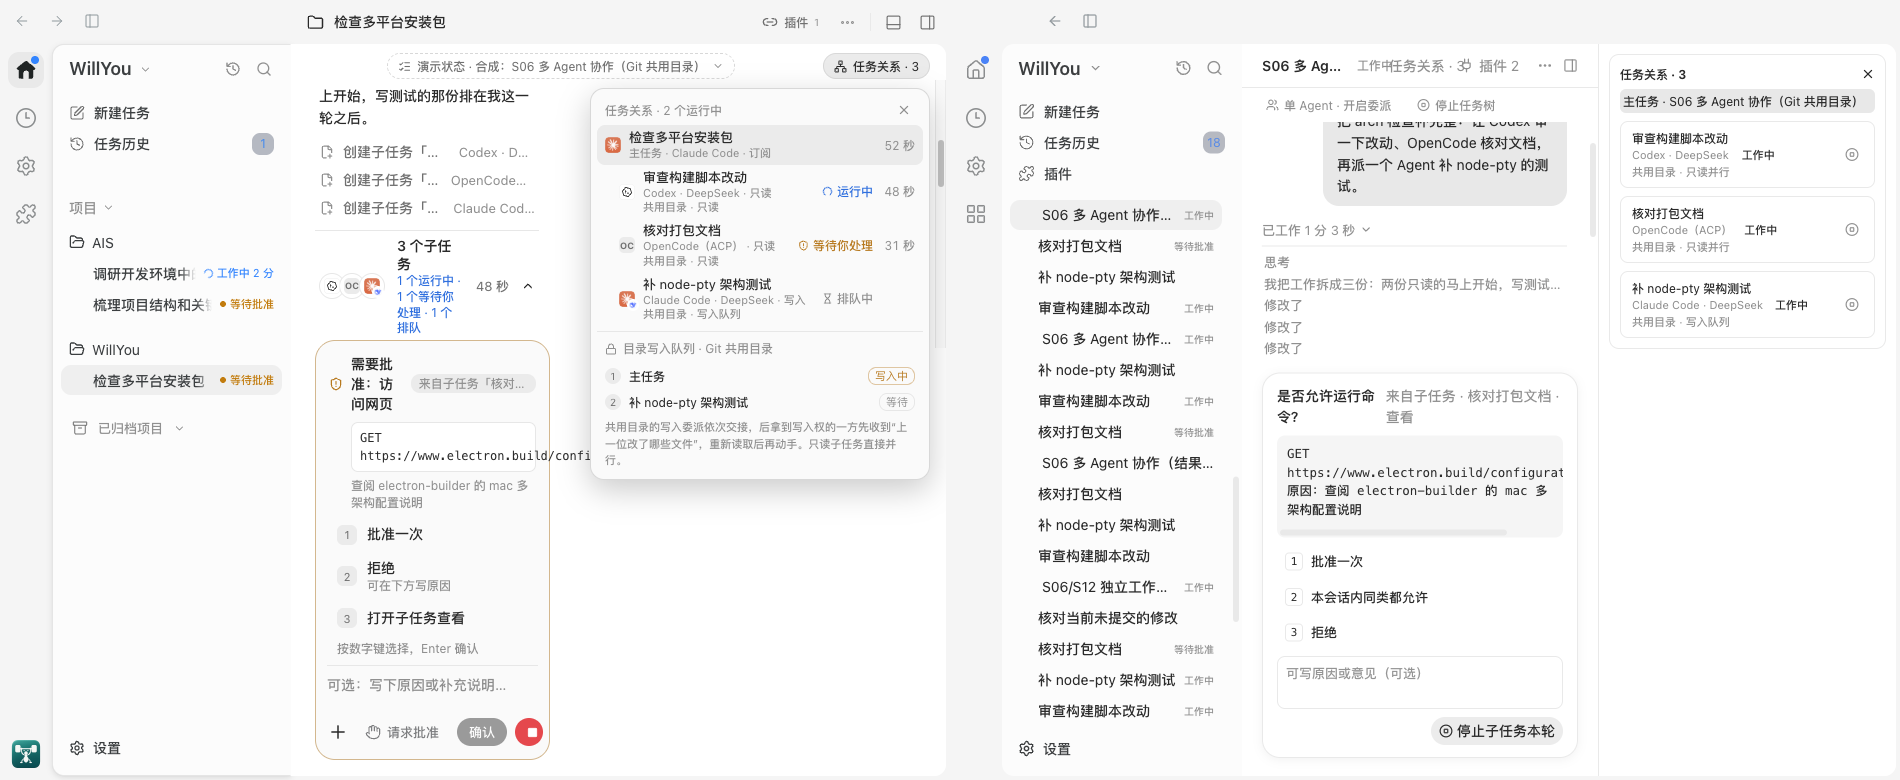 检查多平台安装包
插件 1
WillYou
新建任务
任务历史
1
项目
AIS
调研开发环境中
工作中 2 分
梳理项目结构和关
等待批准
WillYou
检查多平台安装包
等待批准
已归档项目
设置
演示状态 · 合成：S06 多 Agent 协作（Git 共用目录）
任务关系 · 3
上开始，写测试的那份排在我这一
轮之后。
创建子任务「... Codex · D...
创建子任务「... OpenCode...
创建子任务「... Claude Cod...
3 个子任
务
1 个运行中 ·
1 个等待你
处理 · 1 个
排队
OC
48 秒
需要批
准：访
问网页
来自子任务「核对...
GET
https://www.electron.build/confi
查阅 electron-builder 的 mac 多
架构配置说明
1 批准一次
2 拒绝
可在下方写原因
3 打开子任务查看
按数字键选择，Enter 确认
可选：写下原因或补充说明...
请求批准
确认
任务关系 · 2 个运行中
检查多平台安装包
主任务 · Claude Code · 订阅
52 秒
审查构建脚本改动
Codex · DeepSeek · 只读
共用目录 · 只读
运行中 48 秒
核对打包文档
OC
OpenCode（ACP） · 只读
共用目录 · 只读
等待你处理 31 秒
补 node-pty 架构测试
Claude Code · DeepSeek · 写入
共用目录 · 写入队列
排队中
目录写入队列 · Git 共用目录
1 主任务 写入中
2 补 node-pty 架构测试 等待
共用目录的写入委派依次交接，后拿到写入权的一方先收到“上
一位改了哪些文件”，重新读取后再动手。只读子任务直接并
行。
WillYou
新建任务
任务历史
18
插件
S06 多 Agent 协作... 工作中
核对打包文档 等待批准
补 node-pty 架构测试
审查构建脚本改动 工作中
S06 多 Agent 协作... 工作中
补 node-pty 架构测试
审查构建脚本改动 工作中
核对打包文档 等待批准
S06 多 Agent 协作（结果...
核对打包文档
补 node-pty 架构测试
审查构建脚本改动
S06/S12 独立工作... 工作中
核对当前未提交的修改
核对打包文档 等待批准
补 node-pty 架构测试 工作中
审查构建脚本改动 工作中
设置
S06 多 Ag...
工作中
任务关系 · 3
插件 2
单 Agent · 开启委派
停止任务树
把 arch 检查补完整：让 Codex 审
一下改动、OpenCode 核对文档，
再派一个 Agent 补 node-pty 的测
试。
已工作 1 分 3 秒
思考
我把工作拆成三份：两份只读的马上开始，写测试...
修改了
修改了
修改了
是否允许运行命
令?
来自子任务 · 核对打包文档 ·
查看
GET
https://www.electron.build/configurat
原因：查阅 electron-builder 的 mac 多
架构配置说明
1 批准一次
2 本会话内同类都允许
3 拒绝
可写原因或意见（可选）
停止子任务本轮
任务关系 · 3
主任务 · S06 多 Agent 协作（Git 共用目录）
审查构建脚本改动
Codex · DeepSeek 工作中
共用目录 · 只读并行
核对打包文档
OpenCode（ACP） 工作中
共用目录 · 只读并行
补 node-pty 架构测试
Claude Code · DeepSeek 工作中
共用目录 · 写入队列